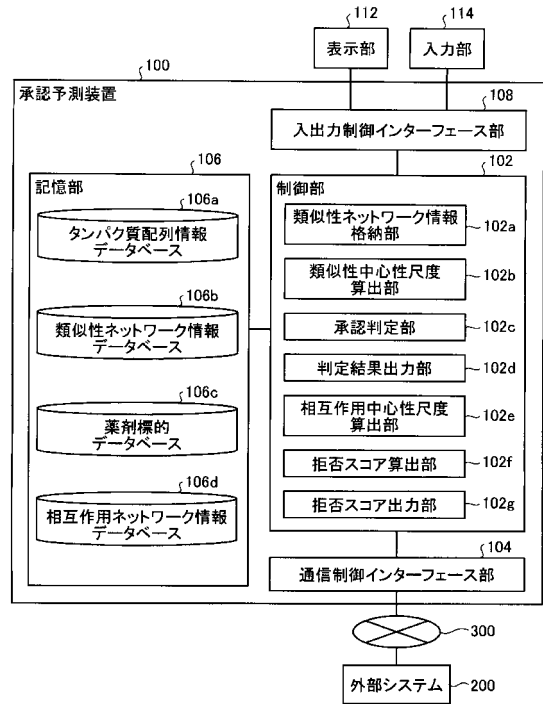 112
114
表示部
入力部
100
承認予測装置
108
入出力制御インターフェース部
106
記憶部
106a
タンパク質配列情報
データベース
106b
類似性ネットワーク情報
データベース
106c
薬剤標的
データベース
106d
相互作用ネットワーク情報
データベース
102
制御部
類似性ネットワーク情報
格納部
102a
類似性中心性尺度
算出部
102b
承認判定部
102c
判定結果出力部
102d
相互作用中心性尺度
算出部
102e
拒否スコア算出部
102f
拒否スコア出力部
102g
104
通信制御インターフェース部
300
外部システム
200